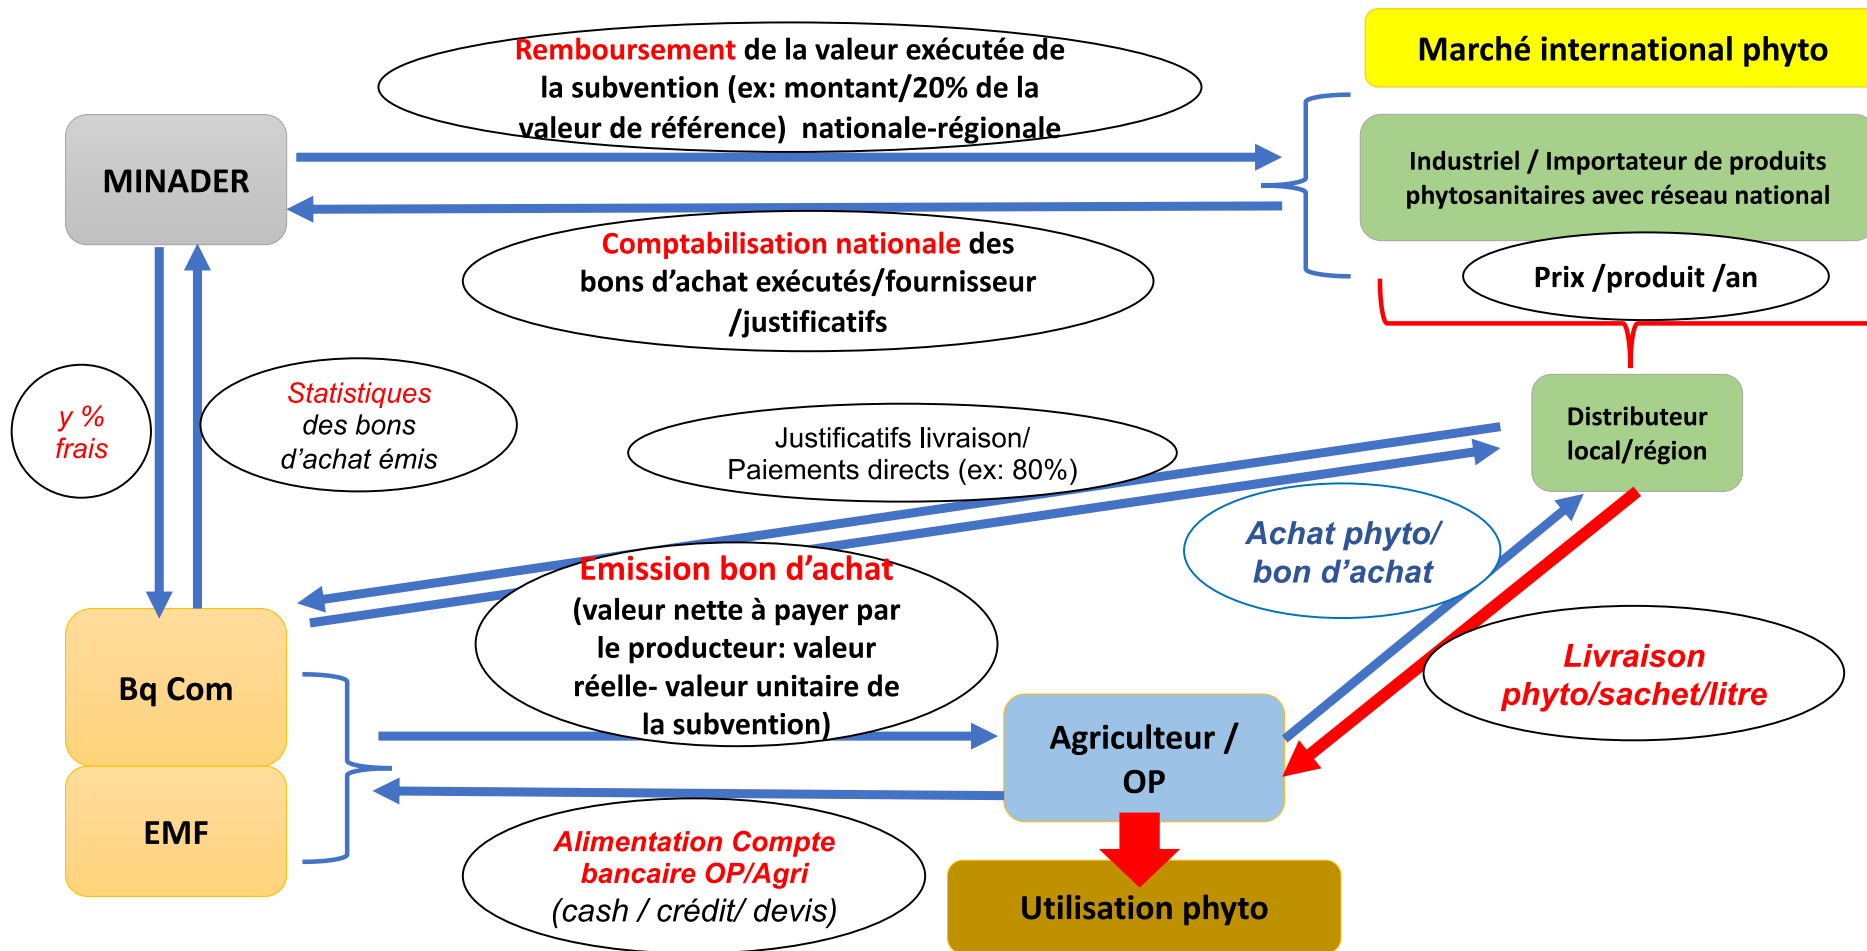 Remboursement de la valeur exécutée de
la subvention (ex: montant/20% de la
valeur de référence) nationale-régionale
Marché international phyto
MINADER
Industriel / Importateur de produits
phytosanitaires avec réseau national
Comptabilisation nationale des
bons d’achat exécutés/fournisseur
/justificatifs
Prix /produit /an
y %
frais
Statistiques
des bons
d’achat émis
Justificatifs livraison/
Paiements directs (ex: 80%)
Distributeur
local/région
Achat phyto/
bon d’achat
Emission bon d’achat
(valeur nette à payer par
le producteur: valeur
réelle- valeur unitaire de
la subvention)
Livraison
phyto/sachet/litre
Bq Com
Agriculteur /
OP
EMF
Alimentation Compte
bancaire OP/Agri
(cash / crédit/ devis)
Utilisation phyto